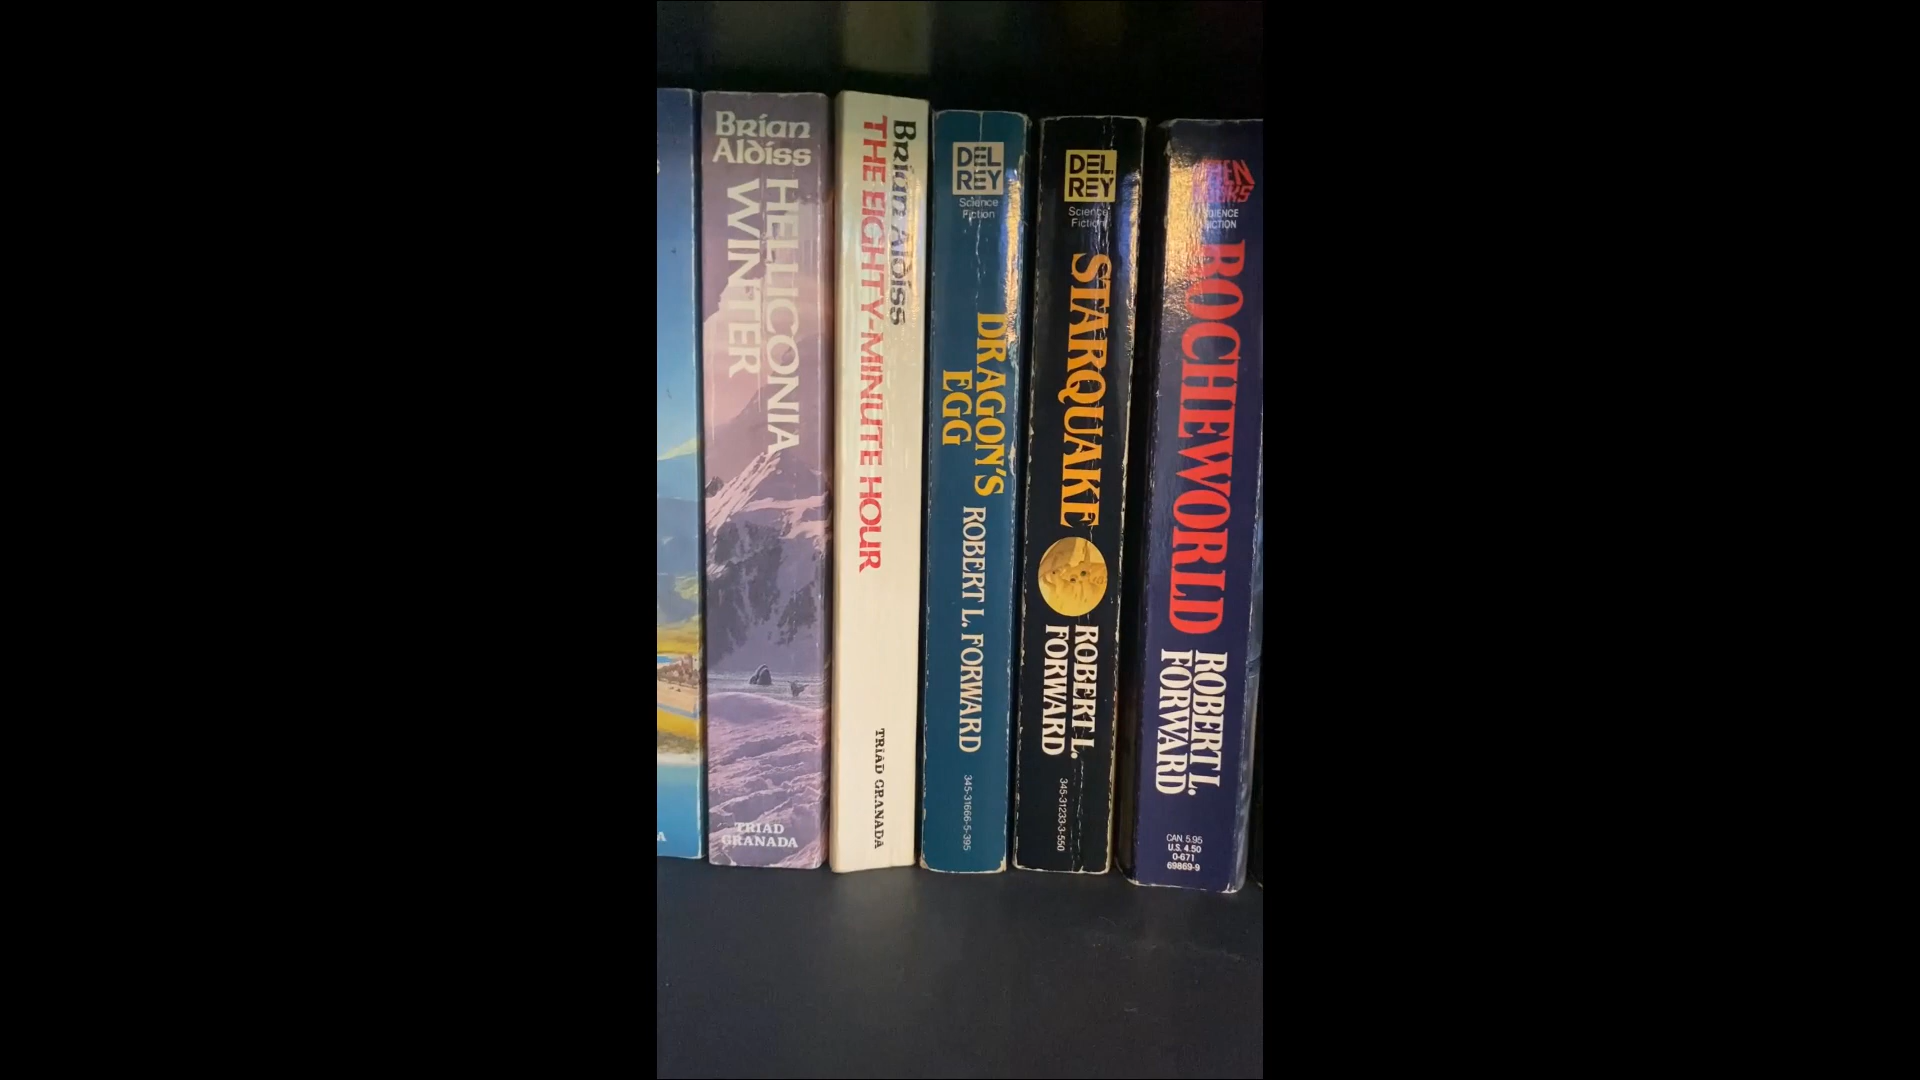 Brian
Aldiss
HELLICONIA
WINTER
TRIAD
GRANADA
Brian Aldiss
THE EIGHTY-MINUTE HOUR
TRIAD GRANADA
DEL
REY
Science
Fiction
DRAGON'S
EGG
ROBERT L. FORWARD
345-31666-5-395
DEL
REY
Science
Fiction
STARQUAKE
ROBERT L.
FORWARD
345-31233-3-550
SCIENCE
FICTION
ROCHEWORLD
ROBERT L.
FORWARD
CAN. 5.95
U.S. 4.50
0-671
69869-9